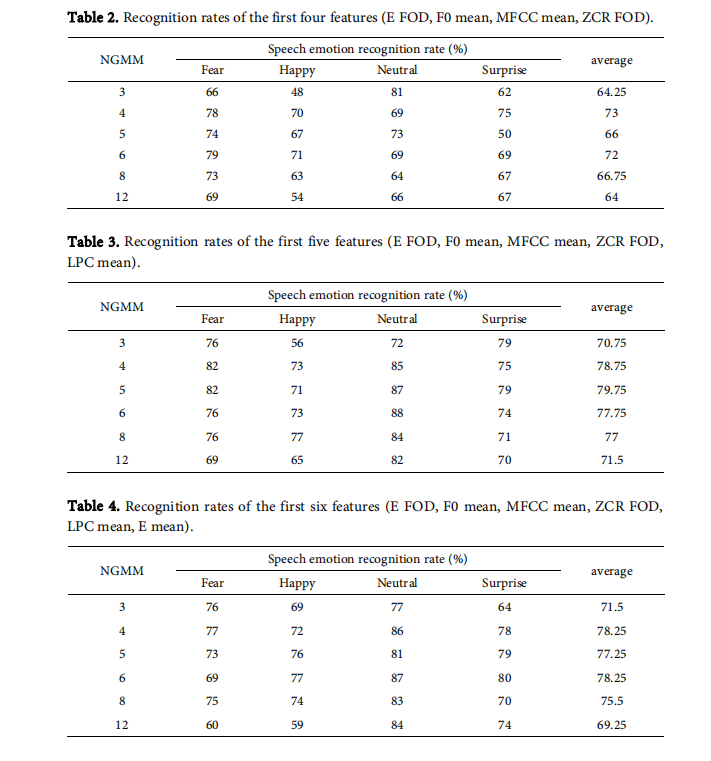 Table 2. Recognition rates of the first four features (E FOD, F0 mean, MFCC mean, ZCR FOD).
NGMM Speech emotion recognition rate (%) average
Fear Happy Neutral Surprise
3 66 48 81 62 64.25
4 78 70 69 75 73
5 74 67 73 50 66
6 79 71 69 69 72
8 73 63 64 67 66.75
12 69 54 66 67 64
Table 3. Recognition rates of the first five features (E FOD, F0 mean, MFCC mean, ZCR FOD,
LPC mean).
NGMM Speech emotion recognition rate (%) average
Fear Happy Neutral Surprise
3 76 56 72 79 70.75
4 82 73 85 75 78.75
5 82 71 87 79 79.75
6 76 73 88 74 77.75
8 76 77 84 71 77
12 69 65 82 70 71.5
Table 4. Recognition rates of the first six features (E FOD, F0 mean, MFCC mean, ZCR FOD,
LPC mean, E mean).
NGMM Speech emotion recognition rate (%) average
Fear Happy Neutral Surprise
3 76 69 77 64 71.5
4 77 72 86 78 78.25
5 73 76 81 79 77.25
6 69 77 87 80 78.25
8 75 74 83 70 75.5
12 60 59 84 74 69.25